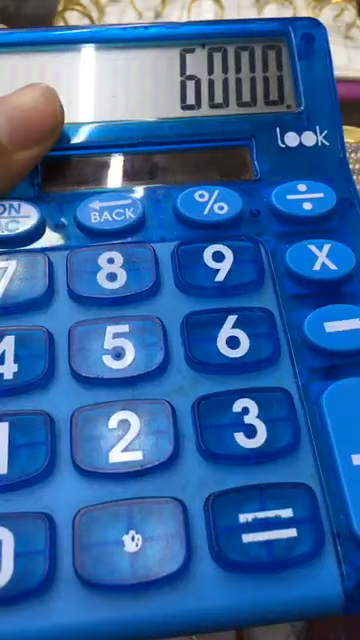 6000.
look
ON BACK % ÷
AC
7 8 9 X
4 5 6 −
1 2 3
0 . =